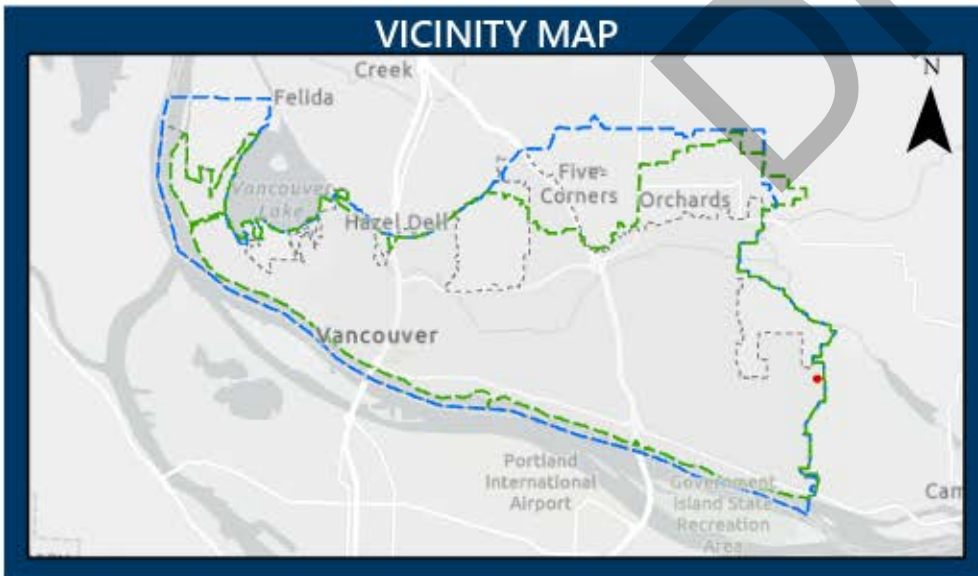 VICINITY MAP
Creek
N
Felida
Vancouver
Lake
Five
Corners
Orchards
Hazel Dell
Vancouver
Portland
International
Airport
Government
Island State
Recreation
Area
Cam